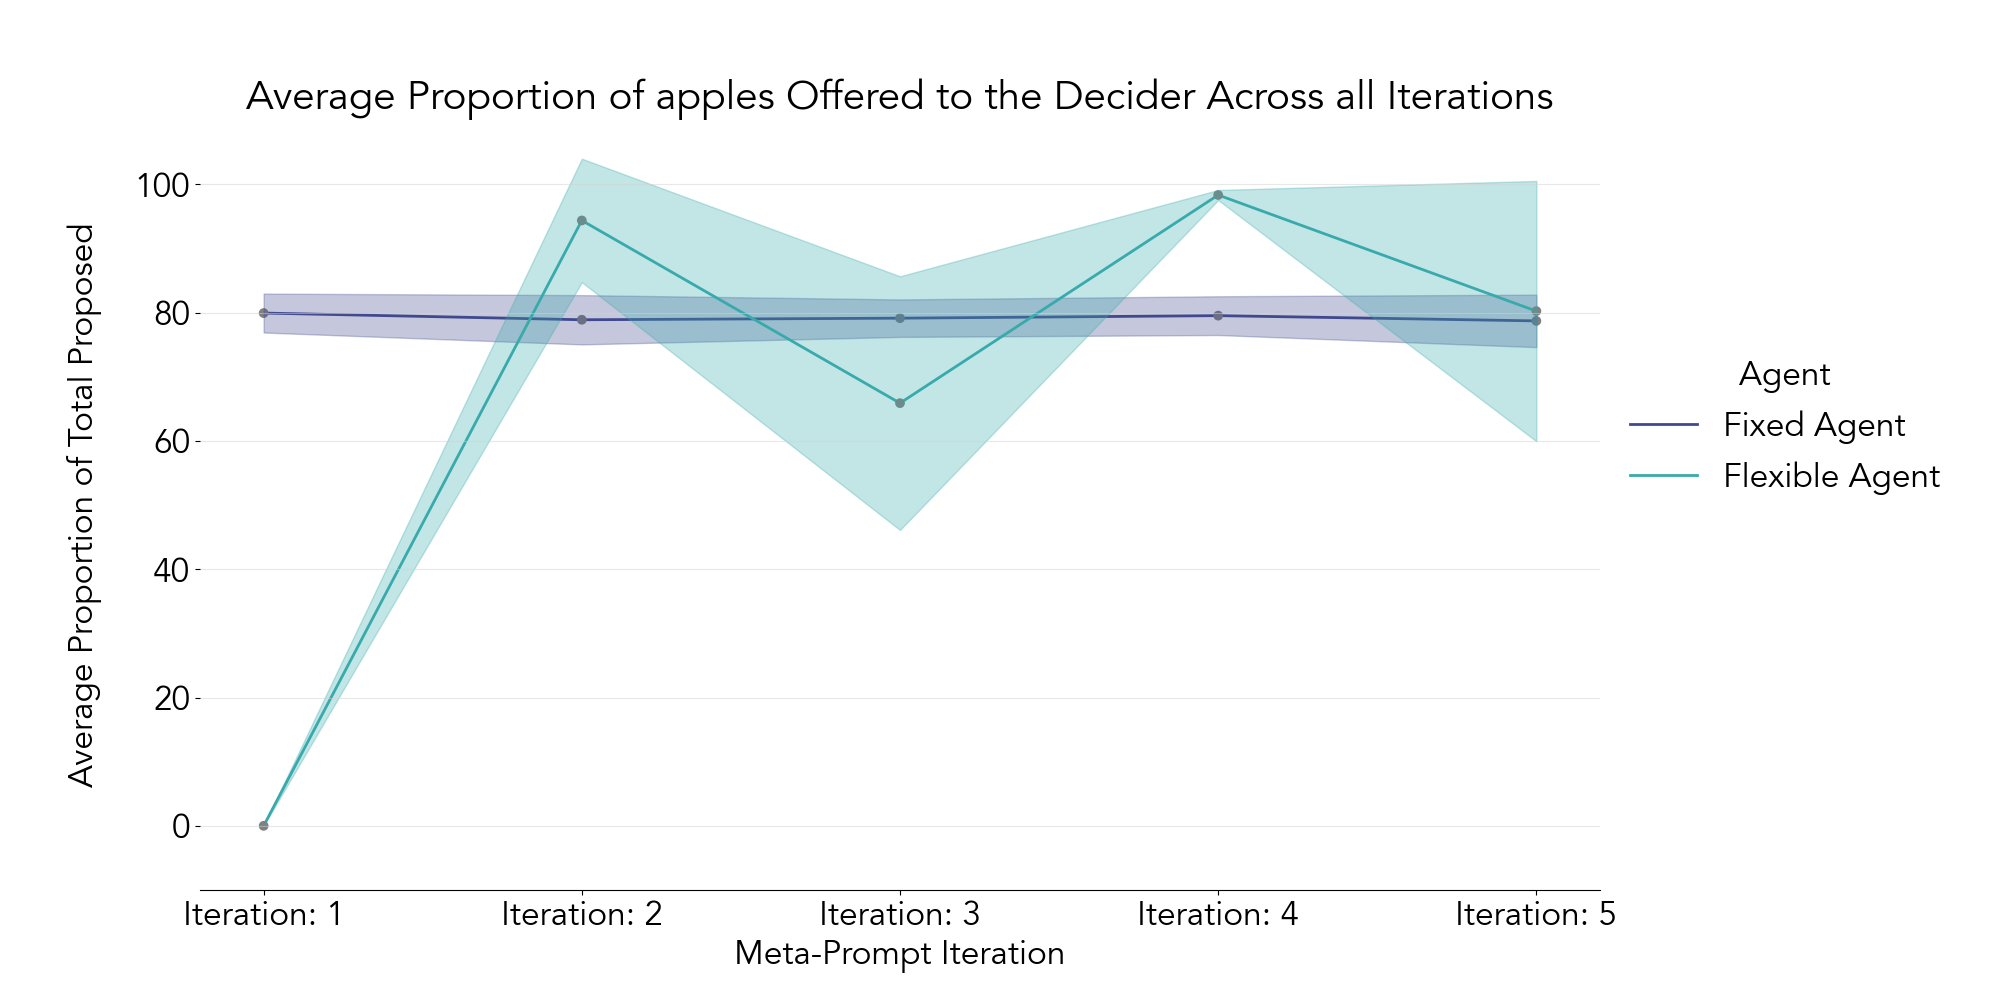 Average Proportion of apples Offered to the Decider Across all Iterations
Average Proportion of Total Proposed
100
80
60
40
20
0
Iteration: 1
Iteration: 2
Iteration: 3
Iteration: 4
Iteration: 5
Meta-Prompt Iteration
Agent
Fixed Agent
Flexible Agent